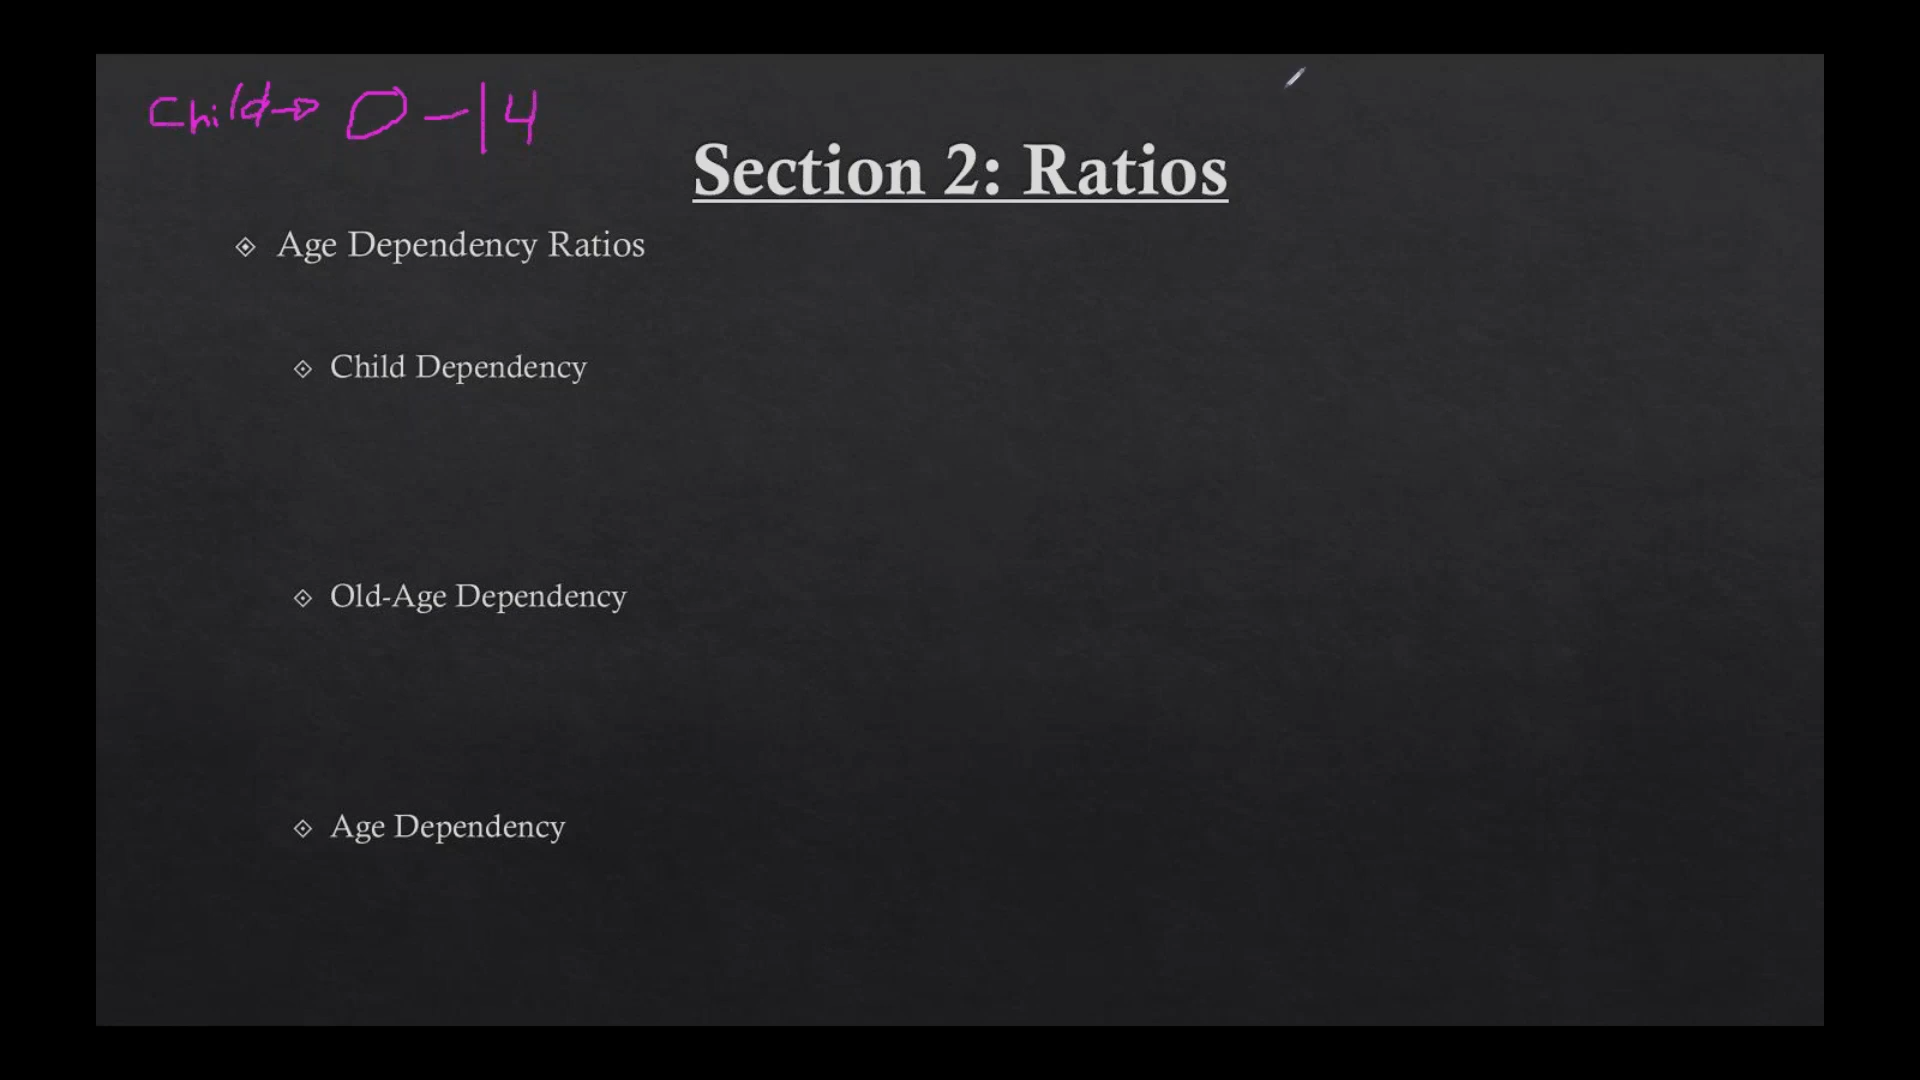 Child→ 0-14
Section 2: Ratios
Age Dependency Ratios
Child Dependency
Old-Age Dependency
Age Dependency